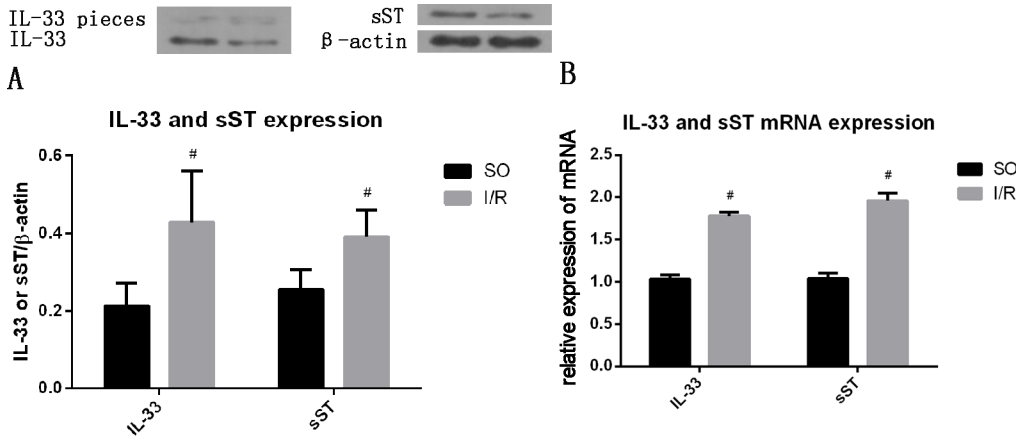 IL-33 pieces
IL-33
sST
β-actin
A
B
IL-33 and sST expression
IL-33 or sST/β-actin
0.6
0.4
0.2
0.0
#
#
IL-33
sST
SO
I/R
IL-33 and sST mRNA expression
relative expression of mRNA
2.5
2.0
1.5
1.0
0.5
0.0
#
#
IL-33
sST
SO
I/R